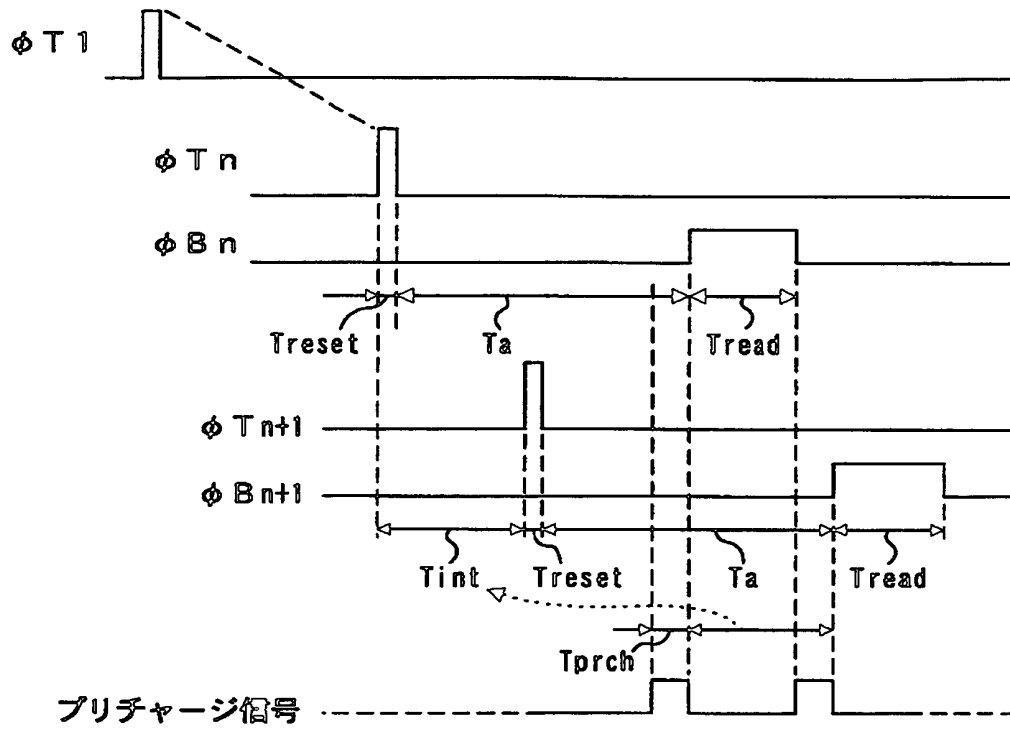 φT1
φTn
φBn
Treset Ta Tread
φTn+1
φBn+1
Tint Treset Ta Tread
Tprch
プリチャージ信号